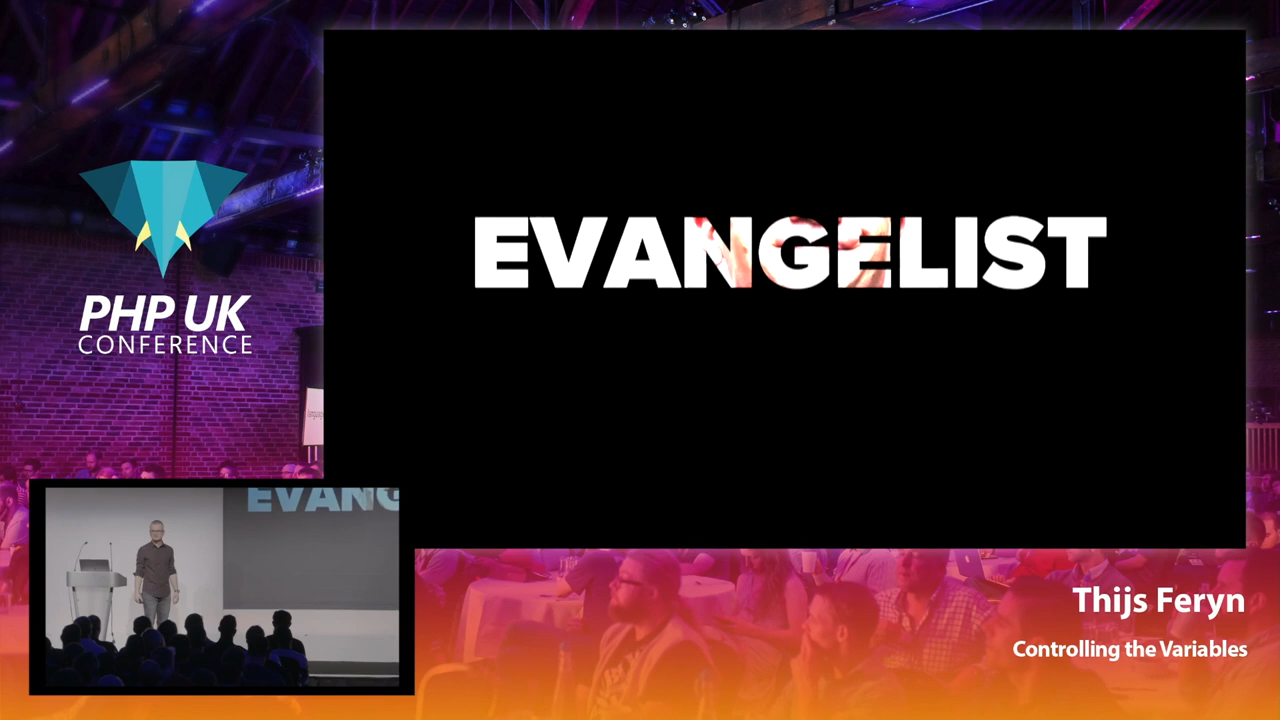 EVANGELIST
PHP UK
CONFERENCE
EVANG
Thijs Feryn
Controlling the Variables